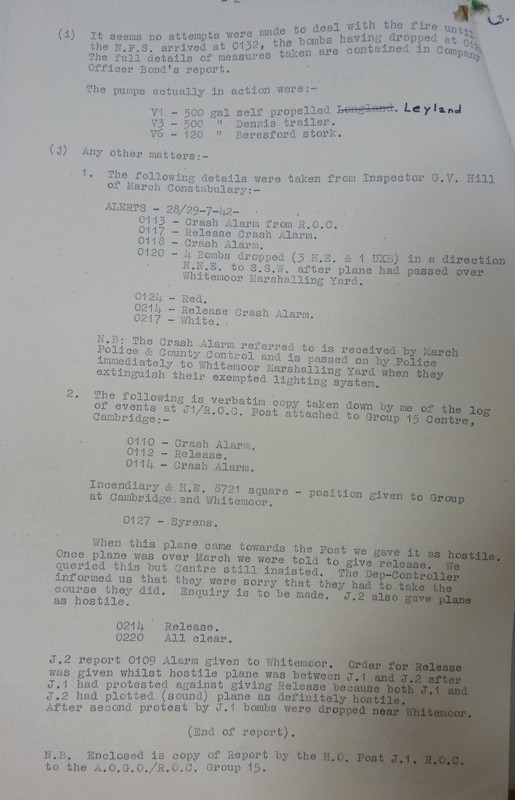 - 2 -
3.
(i) It seems no attempts were made to deal with the fire until
the N.F.S. arrived at 0132, the bombs having dropped at
The full details of measures taken are contained in Company
Officer Bond's report.
The pumps actually in action were:-
V1 - 500 gal self propelled Longland. Leyland
V3 - 500 " Dennis trailer.
V6 - 120 " Beresford stork.
(j) Any other matters:-
1. The following details were taken from Inspector G.V. Hill
of March Constabulary:-
ALERTS - 28/29-7-42-
0113 - Crash Alarm from R.O.C.
0117 - Release Crash Alarm.
0118 - Crash Alarm.
0120 - 4 Bombs dropped (3 H.E. & 1 UXB) in a direction
N.N.E. to S.S.W. after plane had passed over
Whitemoor Marshalling Yard.
0124 - Red.
0214 - Release Crash Alarm.
0217 - White.
N.B: The Crash Alarm referred to is received by March
Police & County Control and is passed on by Police
immediately to Whitemoor Marshalling Yard when they
extinguish their exempted lighting system.
2. The following is verbatim copy taken down by me of the log
of events at J1/R.O.C. Post attached to Group 15 Centre,
Cambridge:-
0110 - Crash Alarm.
0112 - Release.
0114 - Crash Alarm.
Incendiary & H.E. 8721 square - position given to Group
at Cambridge and Whitemoor.
0127 - Syrens.
When this plane came towards the Post we gave it as hostile.
Once plane was over March we were told to give release. We
queried this but Centre still insisted. The Dep-Controller
informed us that they were sorry that they had to take the
course they did. Enquiry is to be made. J.2 also gave plane
as hostile.
0214 Release.
0220 All clear.
J.2 report 0109 Alarm given to Whitemoor. Order for Release
was given whilst hostile plane was between J.1 and J.2 after
J.1 had protested against giving Release because both J.1 and
J.2 had plotted (sound) plane as definitely hostile.
After second protest by J.1 bombs were dropped near Whitemoor.
(End of report).
N.B. Enclosed is copy of Report by the H.O. Post J.1. R.O.C.
to the A.O.G.O./R.O.C. Group 15.